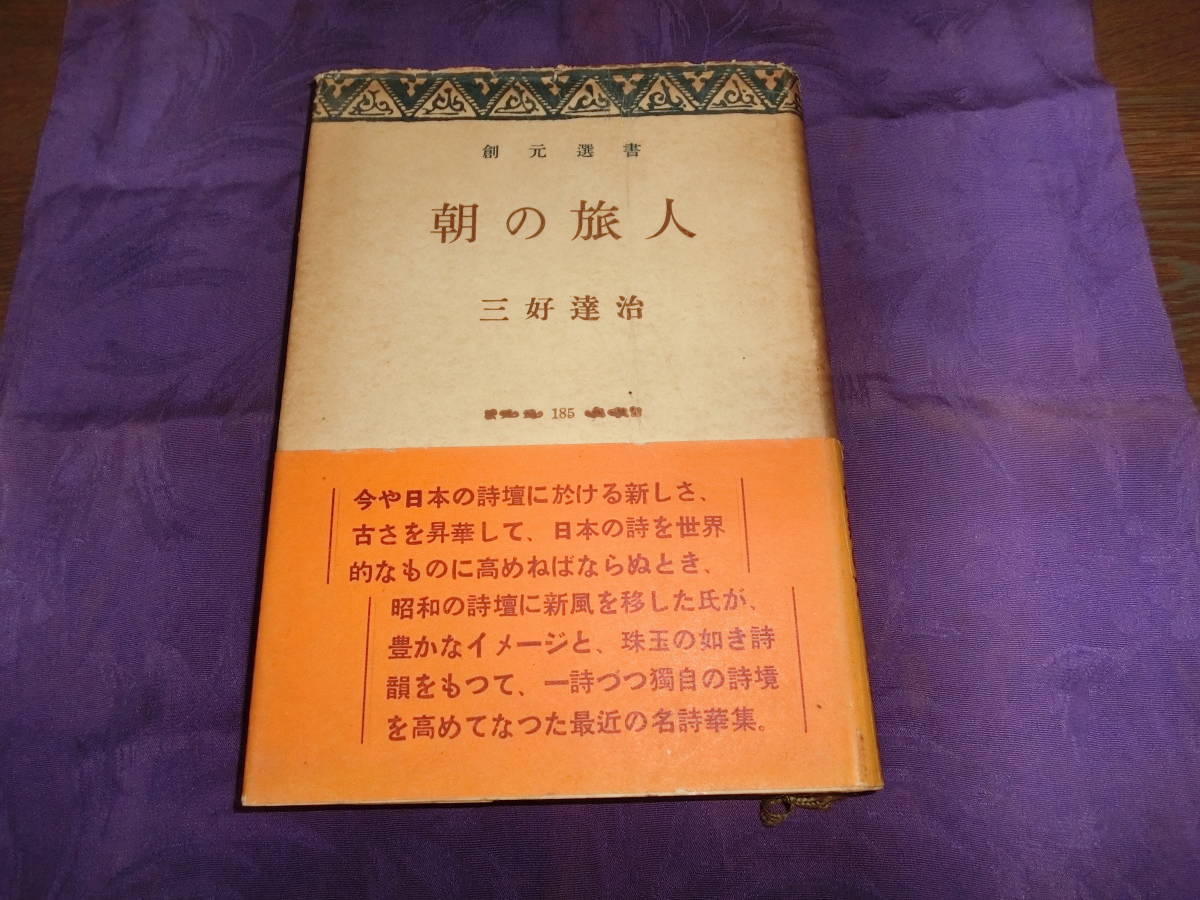 創元選書
朝の旅人
三好達治
185
今や日本の詩壇に於ける新しさ、
古さを昇華して、日本の詩を世界
的なものに高めねばならぬとき、
昭和の詩壇に新風を移した氏が、
豊かなイメージと、珠玉の如き詩
韻をもつて、一詩づつ獨自の詩境
を高めてなつた最近の名詩華集。